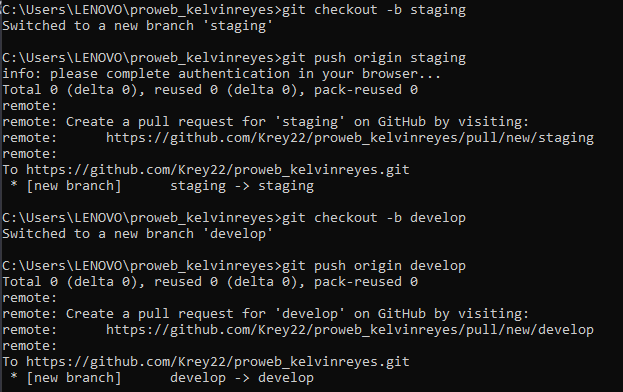 C:\Users\LENOVO\proweb_kelvinreyes>git checkout -b staging
Switched to a new branch 'staging'
C:\Users\LENOVO\proweb_kelvinreyes>git push origin staging
info: please complete authentication in your browser...
Total 0 (delta 0), reused 0 (delta 0), pack-reused 0
remote:
remote: Create a pull request for 'staging' on GitHub by visiting:
remote:      https://github.com/Krey22/proweb_kelvinreyes/pull/new/staging
remote:
To https://github.com/Krey22/proweb_kelvinreyes.git
 * [new branch]      staging -> staging
C:\Users\LENOVO\proweb_kelvinreyes>git checkout -b develop
Switched to a new branch 'develop'
C:\Users\LENOVO\proweb_kelvinreyes>git push origin develop
Total 0 (delta 0), reused 0 (delta 0), pack-reused 0
remote:
remote: Create a pull request for 'develop' on GitHub by visiting:
remote:      https://github.com/Krey22/proweb_kelvinreyes/pull/new/develop
remote:
To https://github.com/Krey22/proweb_kelvinreyes.git
 * [new branch]      develop -> develop